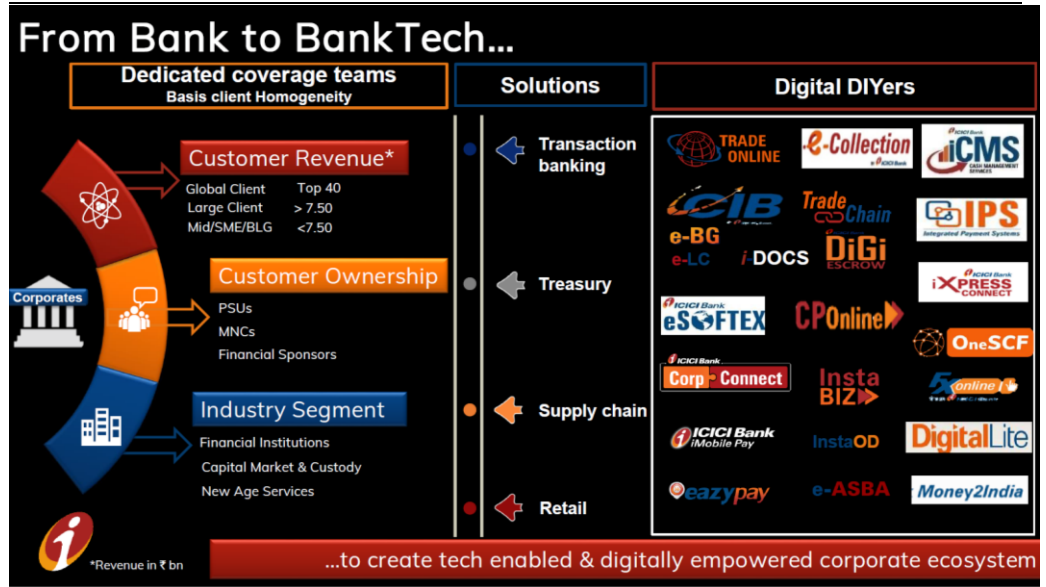 From Bank to BankTech...
Dedicated coverage teams
Basis client Homogeneity
Solutions
Digital DIYers
Corporates
Customer Revenue*
Global Client Top 40
Large Client > 7.50
Mid/SME/BLG <7.50
Customer Ownership
PSUs
MNCs
Financial Sponsors
Industry Segment
Financial Institutions
Capital Market & Custody
New Age Services
Transaction
banking
Treasury
Supply chain
Retail
TRADE
ONLINE
e-Collection
ICICI Bank
ICICI Bank
iCMS
CASH MANAGEMENT
SERVICES
CIB
Trade
Chain
IPS
Integrated Payment Systems
e-BG
e-LC
i-DOCS
DiGi
ESCROW
ICICI Bank
iXPRESS
CONNECT
ICICI Bank
eSOFTEX
CPOnline
OneSCF
ICICI Bank
Corp Connect
Insta
BIZ
FX online
ICICI Bank
iMobile Pay
InstaOD
DigitalLite
eazypay
e-ASBA
Money2India
*Revenue in ₹ bn
...to create tech enabled & digitally empowered corporate ecosystem